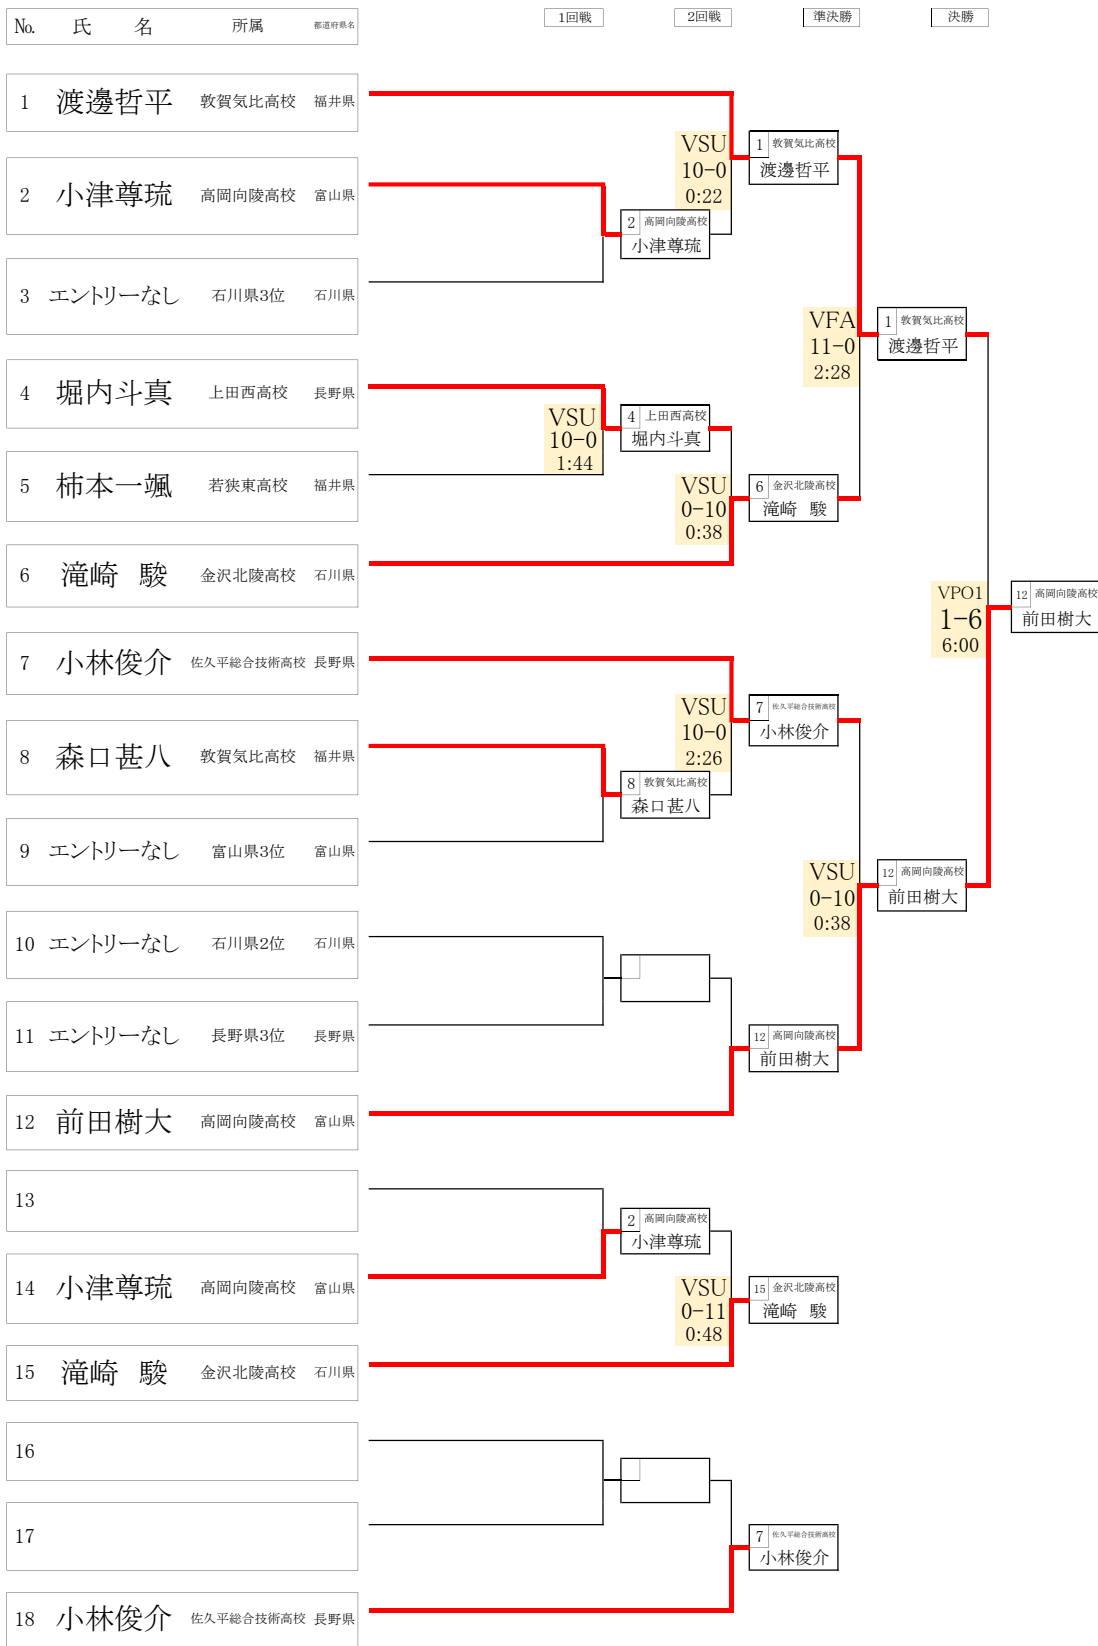 No. 氏 名 所属 都道府県名 1回戦 2回戦 準決勝 決勝
1 渡邊哲平 敦賀気比高校 福井県
VSU
10-0
0:22
1 敦賀気比高校
渡邊哲平
2 小津尊琉 高岡向陵高校 富山県
2 高岡向陵高校
小津尊琉
3 エントリーなし 石川県3位 石川県
VFA
11-0
2:28
1 敦賀気比高校
渡邊哲平
4 堀内斗真 上田西高校 長野県
VSU
10-0
1:44
4 上田西高校
堀内斗真
5 柿本一颯 若狭東高校 福井県
VSU
0-10
0:38
6 金沢北陵高校
滝崎 駿
6 滝崎 駿 金沢北陵高校 石川県
VPO1
1-6
6:00
12 高岡向陵高校
前田樹大
7 小林俊介 佐久平総合技術高校 長野県
VSU
10-0
2:26
7 佐久平総合技術高校
小林俊介
8 森口甚八 敦賀気比高校 福井県
8 敦賀気比高校
森口甚八
9 エントリーなし 富山県3位 富山県
VSU
0-10
0:38
12 高岡向陵高校
前田樹大
10 エントリーなし 石川県2位 石川県
11 エントリーなし 長野県3位 長野県
12 高岡向陵高校
前田樹大
12 前田樹大 高岡向陵高校 富山県
13
2 高岡向陵高校
小津尊琉
14 小津尊琉 高岡向陵高校 富山県
VSU
0-11
0:48
15 金沢北陵高校
滝崎 駿
15 滝崎 駿 金沢北陵高校 石川県
16
17
7 佐久平総合技術高校
小林俊介
18 小林俊介 佐久平総合技術高校 長野県